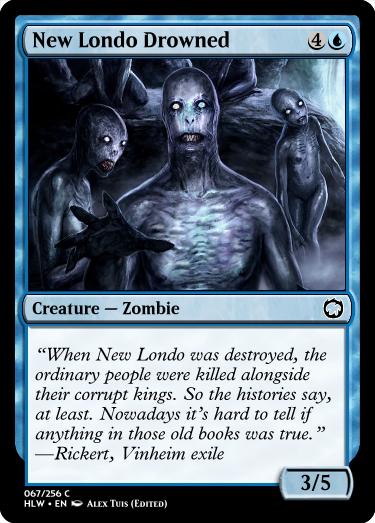 New Londo Drowned 4
Creature — Zombie
“When New Londo was destroyed, the
ordinary people were killed alongside
their corrupt kings. So the histories say,
at least. Nowadays it’s hard to tell if
anything in those old books was true.”
—Rickert, Vinheim exile
3/5
067/256 C
HLW • EN Alex Tuis (Edited)